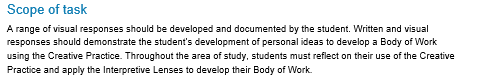 Scope of task
A range of visual responses should be developed and documented by the student. Written and visual
responses should demonstrate the student's development of personal ideas to develop a Body of Work
using the Creative Practice. Throughout the area of study, students must reflect on their use of the Creative
Practice and apply the Interpretive Lenses to develop their Body of Work.